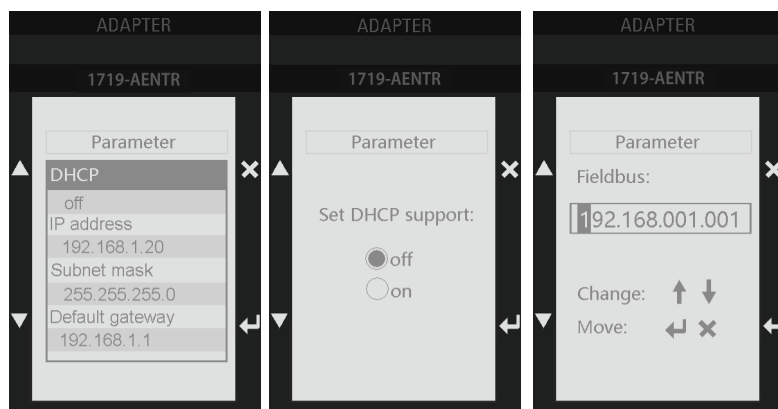 ADAPTER
1719-AENTR
Parameter
DHCP
off
IP address
192.168.1.20
Subnet mask
255.255.255.0
Default gateway
192.168.1.1
ADAPTER
1719-AENTR
Parameter
Set DHCP support:
off
on
ADAPTER
1719-AENTR
Parameter
Fieldbus:
192.168.001.001
Change:
Move: